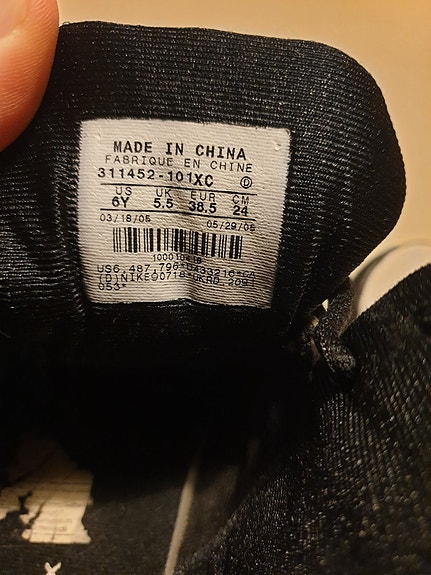 MADE IN CHINA
FABRIQUE EN CHINE
311452-101XC D
US UK EUR CM
6Y 5.5 38.5 24
03/18/05 05/29/05
053*